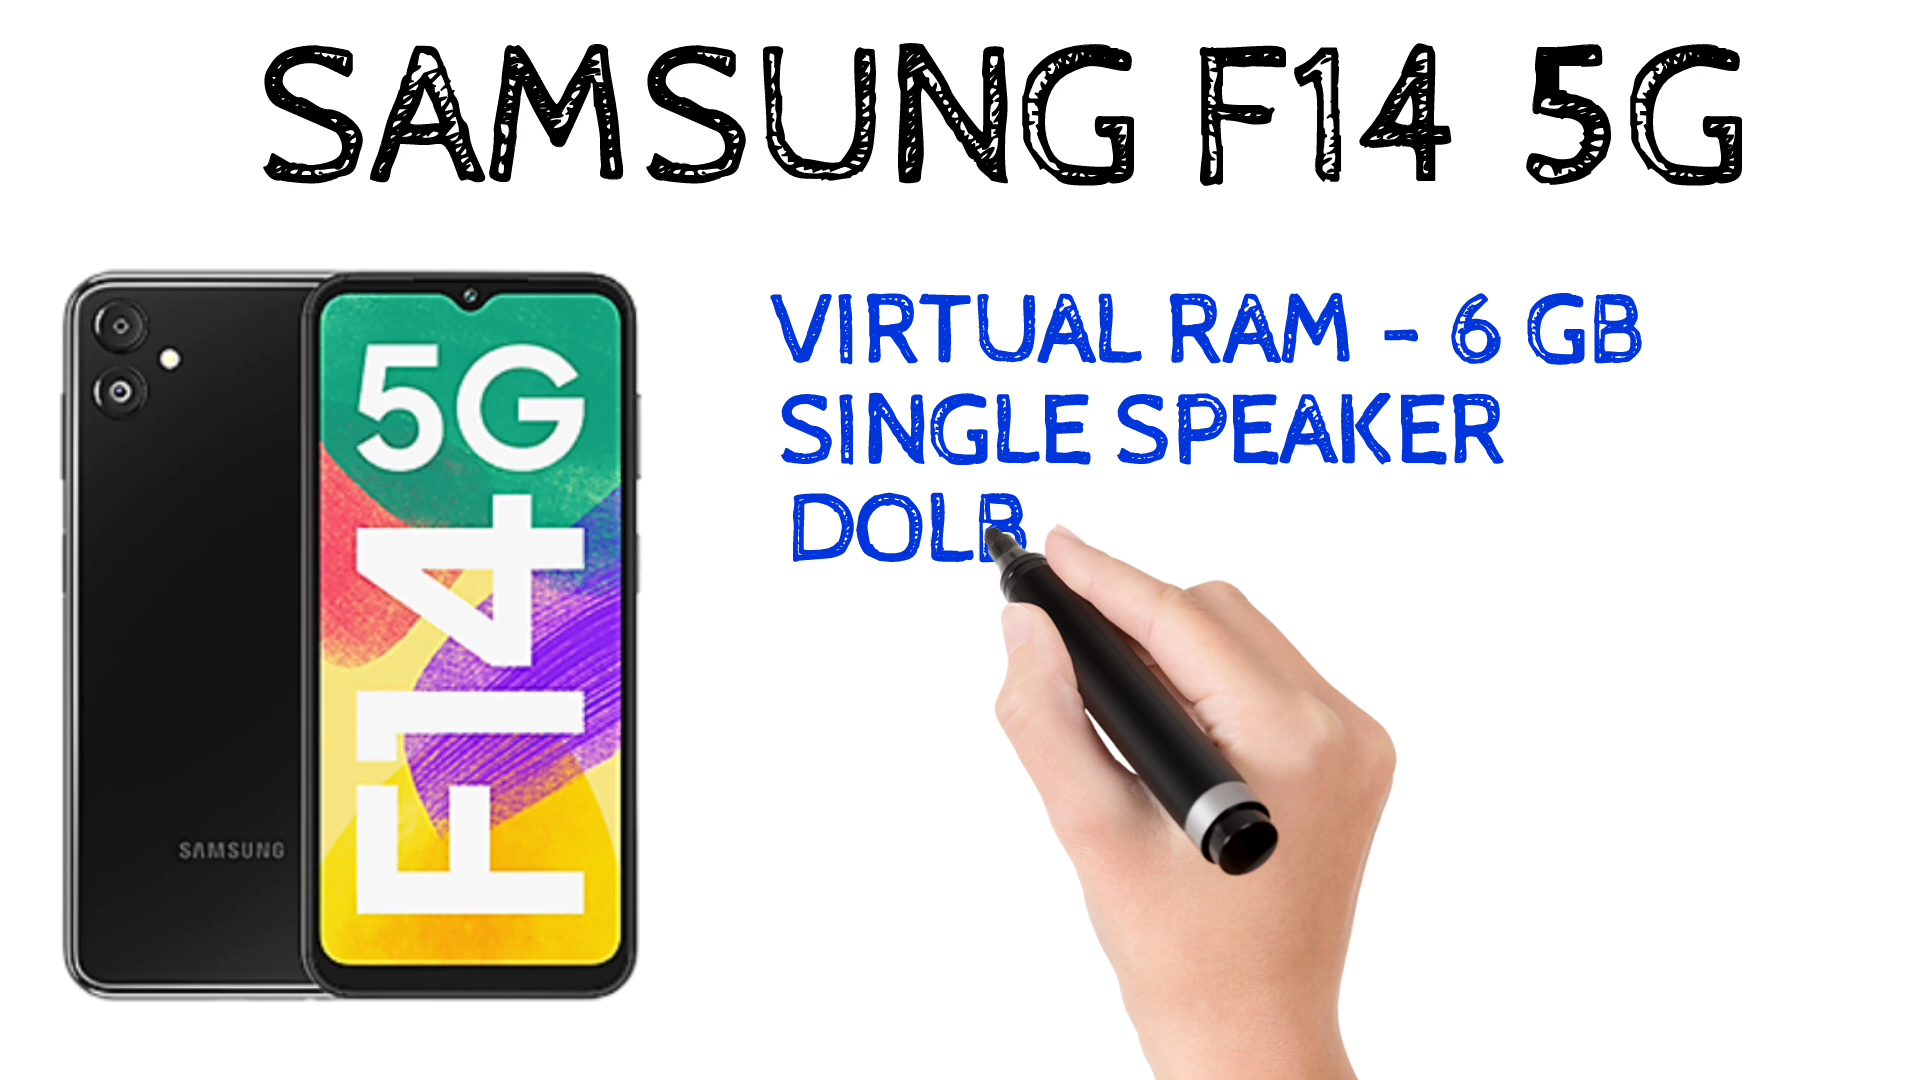 SAMSUNG F14 5G
VIRTUAL RAM - 6 GB
SINGLE SPEAKER
DOLB
5G
F14
SAMSUNG